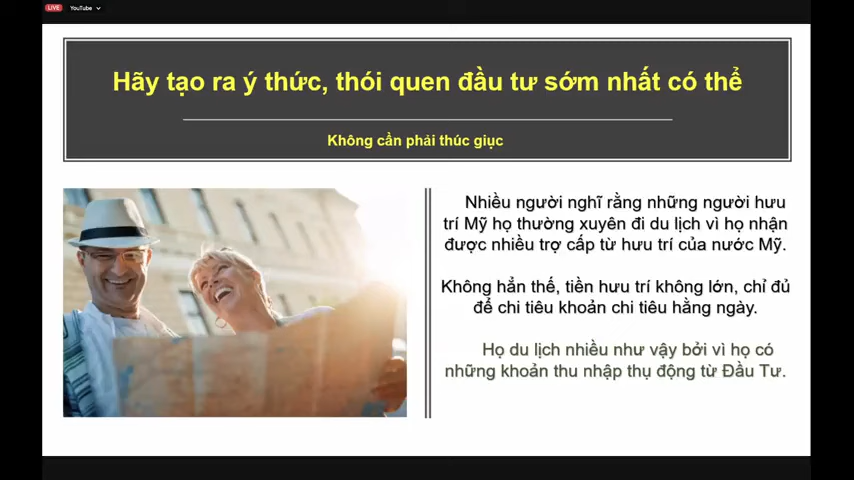 LIVE YouTube
Hãy tạo ra ý thức, thói quen đầu tư sớm nhất có thể
Không cần phải thúc giục
Nhiều người nghĩ rằng những người hưu
trí Mỹ họ thường xuyên đi du lịch vì họ nhận
được nhiều trợ cấp từ hưu trí của nước Mỹ.
Không hẳn thế, tiền hưu trí không lớn, chỉ đủ
để chi tiêu khoản chi tiêu hằng ngày.
Họ du lịch nhiều như vậy bởi vì họ có
những khoản thu nhập thụ động từ Đầu Tư.